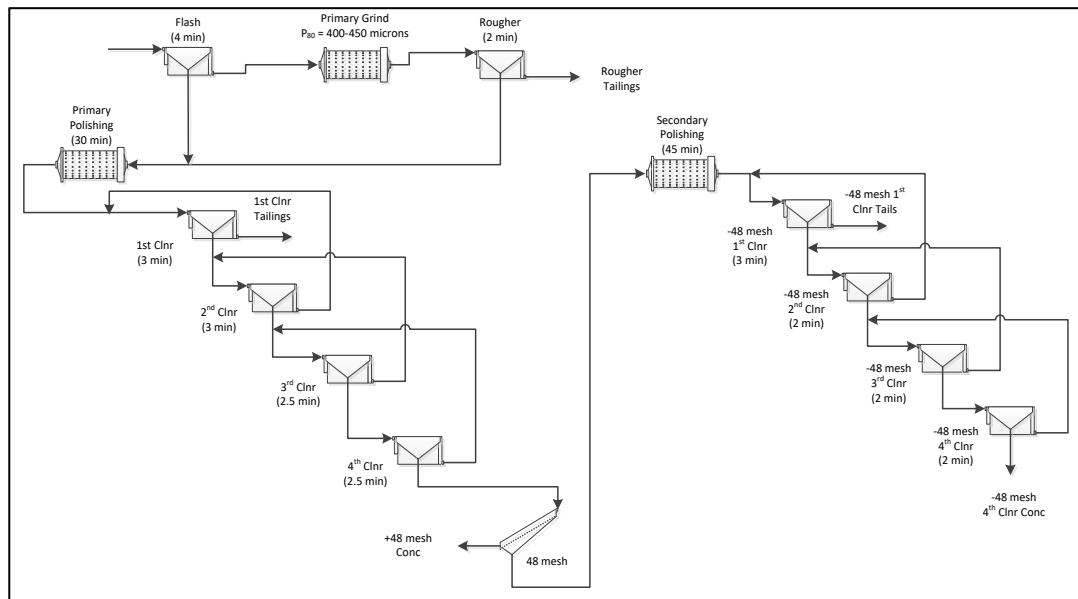 Flash
(4 min)
Primary Grind
P₈₀ = 400-450 microns
Rougher
(2 min)
Rougher
Tailings
Primary
Polishing
(30 min)
1st Clnr
Tailings
1st Clnr
(3 min)
2nd Clnr
(3 min)
3rd Clnr
(2.5 min)
4th Clnr
(2.5 min)
+48 mesh
Conc
48 mesh
Secondary
Polishing
(45 min)
-48 mesh 1st
Clnr Tails
-48 mesh
1st Clnr
(3 min)
-48 mesh
2nd Clnr
(2 min)
-48 mesh
3rd Clnr
(2 min)
-48 mesh
4th Clnr
(2 min)
-48 mesh
4th Clnr Conc